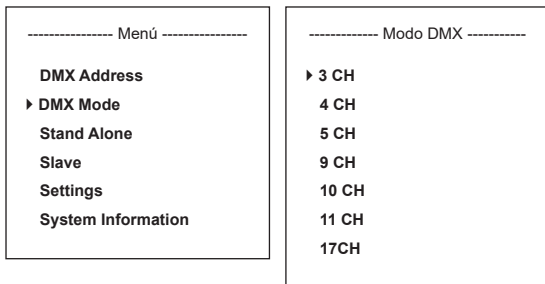 ---------------- Menú ----------------
DMX Address
DMX Mode
Stand Alone
Slave
Settings
System Information
------------- Modo DMX -----------
3 CH
4 CH
5 CH
9 CH
10 CH
11 CH
17CH